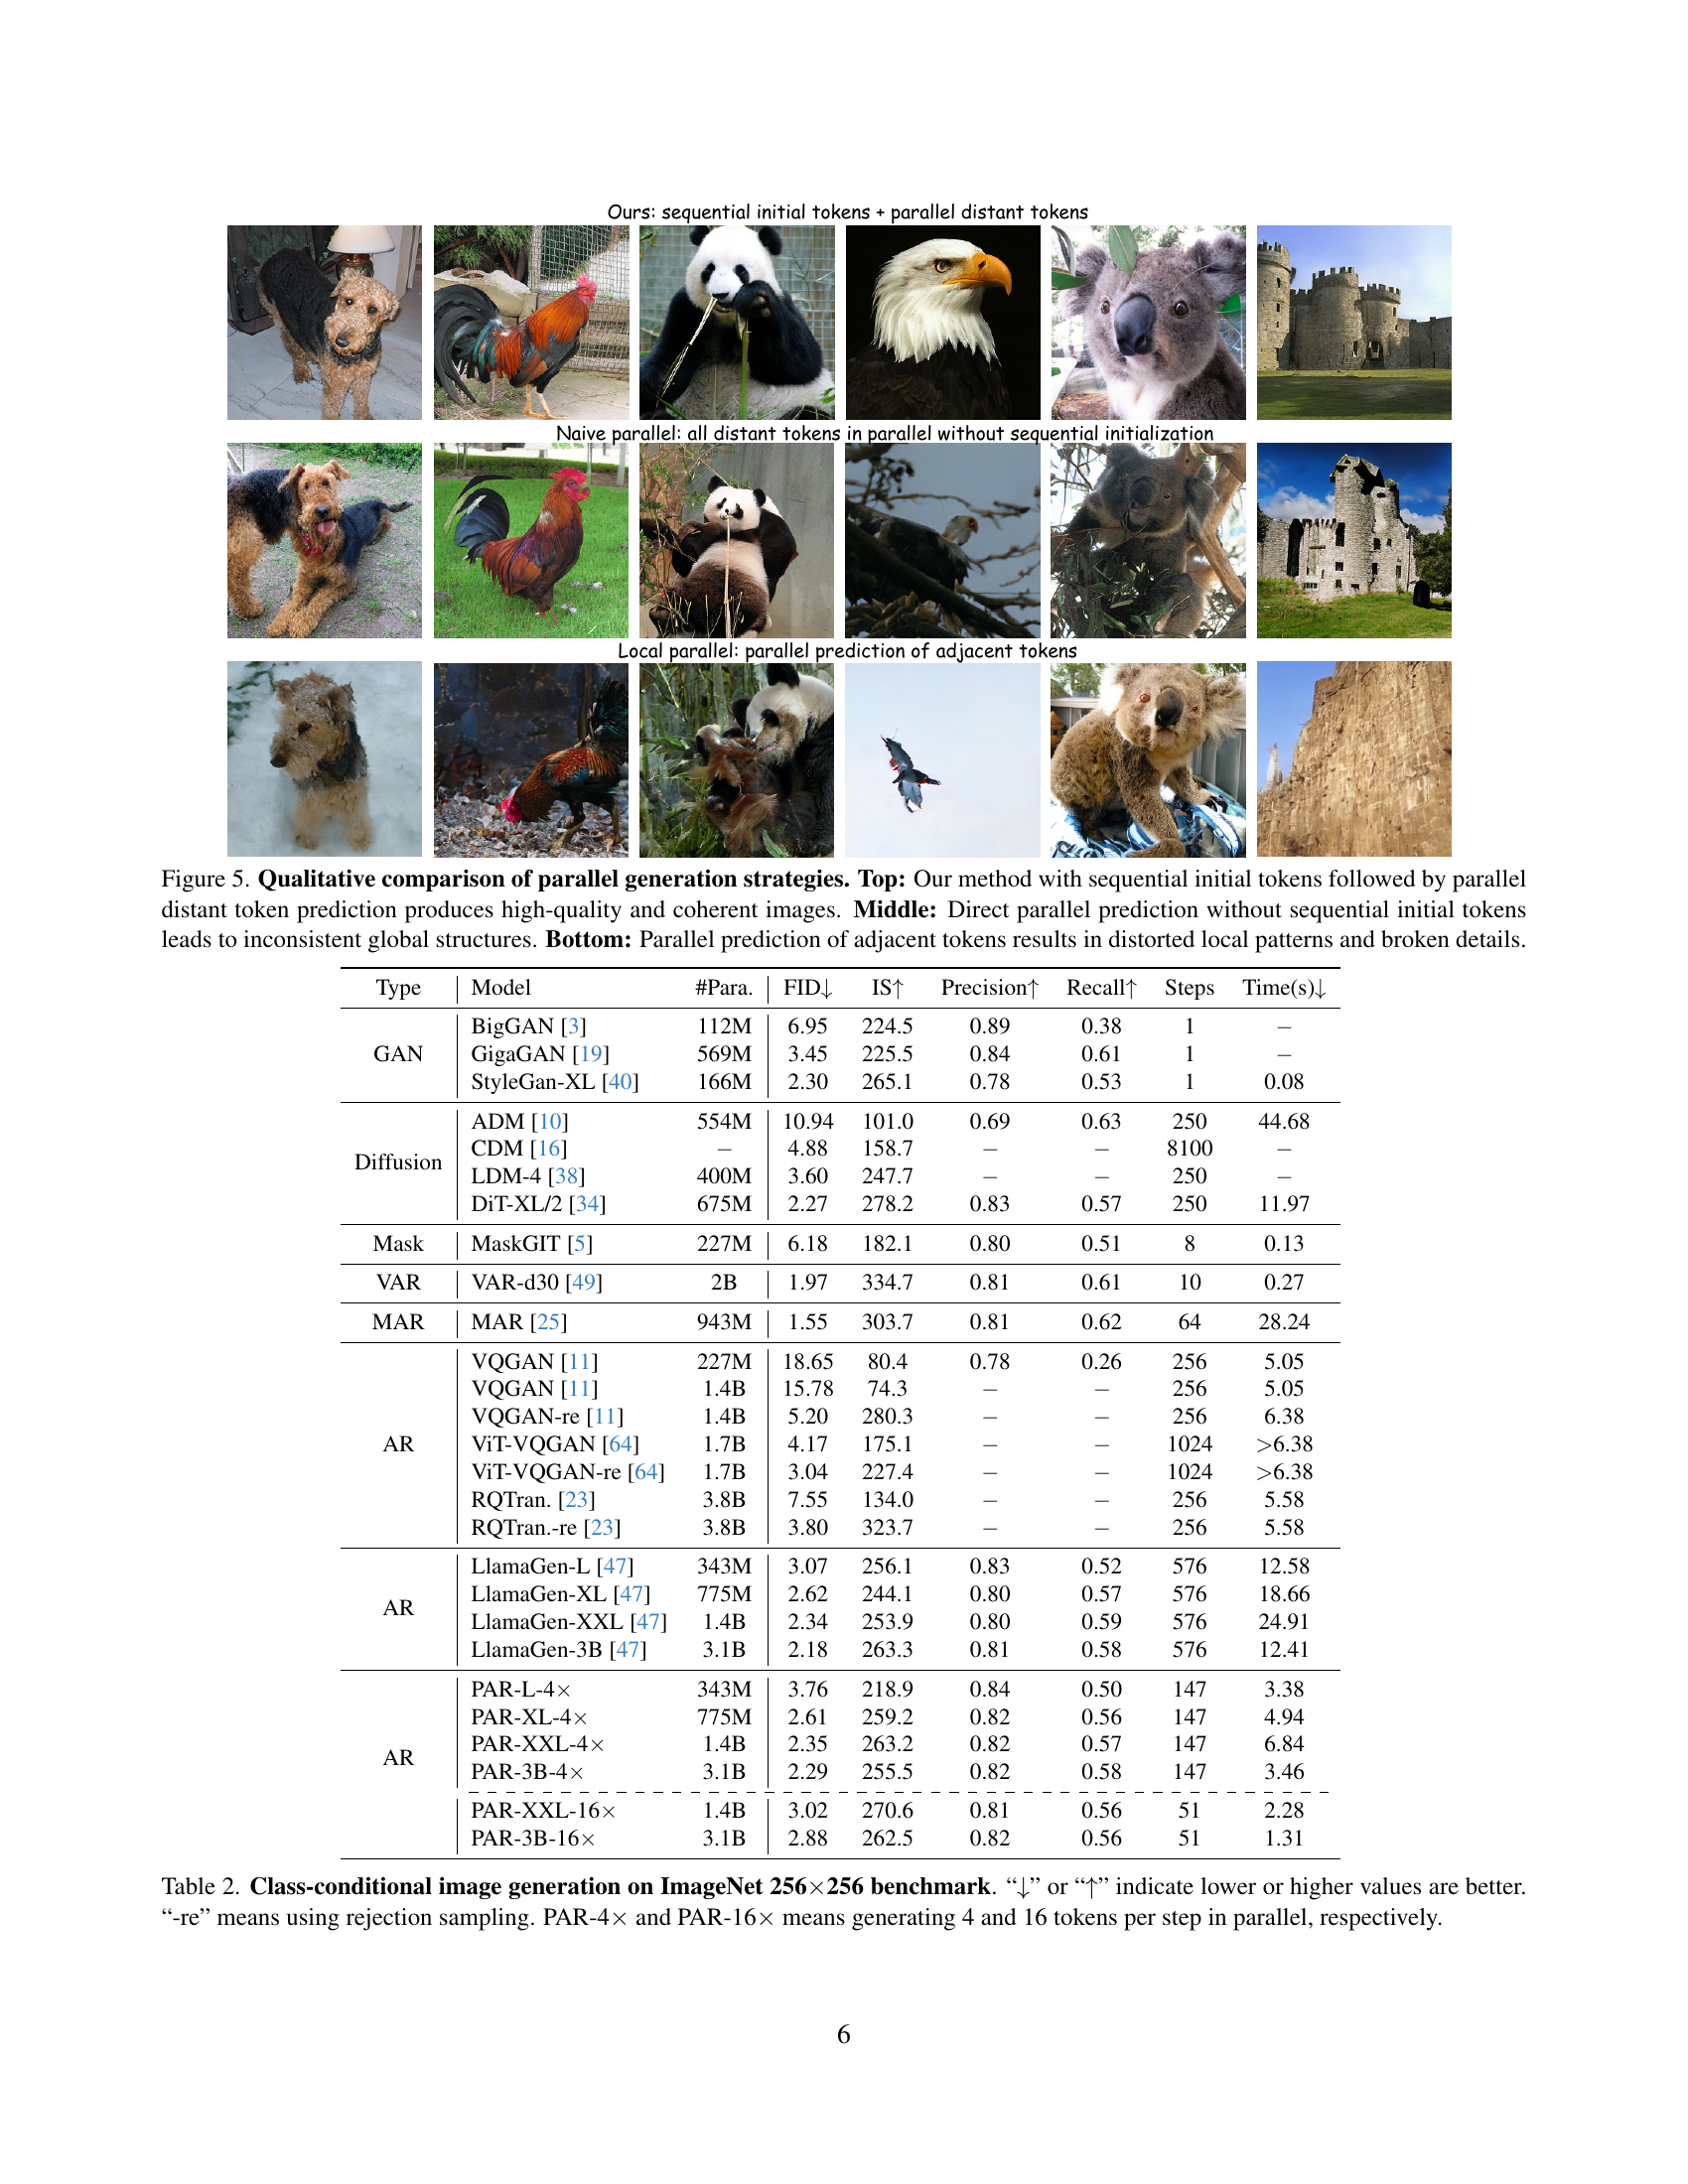 Ours: sequential initial tokens + parallel distant tokens
Naive parallel: all distant tokens in parallel without sequential initialization
Local parallel: parallel prediction of adjacent tokens
Figure 5. Qualitative comparison of parallel generation strategies. Top: Our method with sequential initial tokens followed by parallel
distant token prediction produces high-quality and coherent images. Middle: Direct parallel prediction without sequential initial tokens
leads to inconsistent global structures. Bottom: Parallel prediction of adjacent tokens results in distorted local patterns and broken details.
Type Model #Para. FID↓ IS↑ Precision↑ Recall↑ Steps Time(s)↓
BigGAN [3] 112M 6.95 224.5 0.89 0.38 1 –
GAN GigaGAN [19] 569M 3.45 225.5 0.84 0.61 1 –
StyleGan-XL [40] 166M 2.30 265.1 0.78 0.53 1 0.08
ADM [10] 554M 10.94 101.0 0.69 0.63 250 44.68
CDM [16] – 4.88 158.7 – – 8100 –
Diffusion
LDM-4 [38] 400M 3.60 247.7 – – 250 –
DiT-XL/2 [34] 675M 2.27 278.2 0.83 0.57 250 11.97
Mask MaskGIT [5] 227M 6.18 182.1 0.80 0.51 8 0.13
VAR VAR-d30 [49] 2B 1.97 334.7 0.81 0.61 10 0.27
MAR MAR [25] 943M 1.55 303.7 0.81 0.62 64 28.24
VQGAN [11] 227M 18.65 80.4 0.78 0.26 256 5.05
VQGAN [11] 1.4B 15.78 74.3 – – 256 5.05
VQGAN-re [11] 1.4B 5.20 280.3 – – 256 6.38
AR ViT-VQGAN [64] 1.7B 4.17 175.1 – – 1024 >6.38
ViT-VQGAN-re [64] 1.7B 3.04 227.4 – – 1024 >6.38
RQTran. [23] 3.8B 7.55 134.0 – – 256 5.58
RQTran.-re [23] 3.8B 3.80 323.7 – – 256 5.58
LlamaGen-L [47] 343M 3.07 256.1 0.83 0.52 576 12.58
LlamaGen-XL [47] 775M 2.62 244.1 0.80 0.57 576 18.66
AR
LlamaGen-XXL [47] 1.4B 2.34 253.9 0.80 0.59 576 24.91
LlamaGen-3B [47] 3.1B 2.18 263.3 0.81 0.58 576 12.41
PAR-L-4× 343M 3.76 218.9 0.84 0.50 147 3.38
PAR-XL-4× 775M 2.61 259.2 0.82 0.56 147 4.94
PAR-XXL-4× 1.4B 2.35 263.2 0.82 0.57 147 6.84
AR
PAR-3B-4× 3.1B 2.29 255.5 0.82 0.58 147 3.46
PAR-XXL-16× 1.4B 3.02 270.6 0.81 0.56 51 2.28
PAR-3B-16× 3.1B 2.88 262.5 0.82 0.56 51 1.31
Table 2. Class-conditional image generation on ImageNet 256×256 benchmark. “↓” or “↑” indicate lower or higher values are better.
“-re” means using rejection sampling. PAR-4× and PAR-16× means generating 4 and 16 tokens per step in parallel, respectively.
6